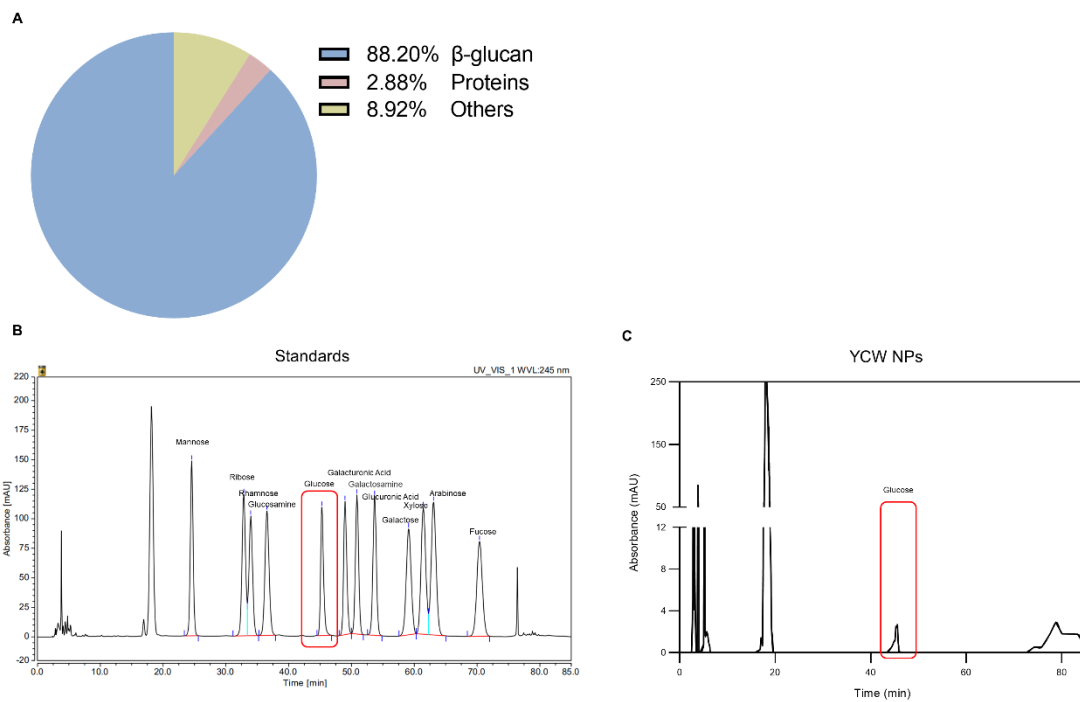 A
88.20% β-glucan
2.88% Proteins
8.92% Others
B
Standards
UV_VIS_1 WVL:245 nm
220
200
175
150
125
100
75
50
25
0
-20
Absorbance [mAU]
Mannose
Ribose
Rhamnose
Glucosamine
Glucose
Galacturonic Acid
Galactosamine
Glucuronic Acid
Galactose
Xylose
Arabinose
Fucose
0.0 10.0 20.0 30.0 40.0 50.0 60.0 70.0 80.0 85.0
Time [min]
C
YCW NPs
250
150
50
12
8
4
0
Absorbance (mAU)
Glucose
0 20 40 60 80
Time (min)